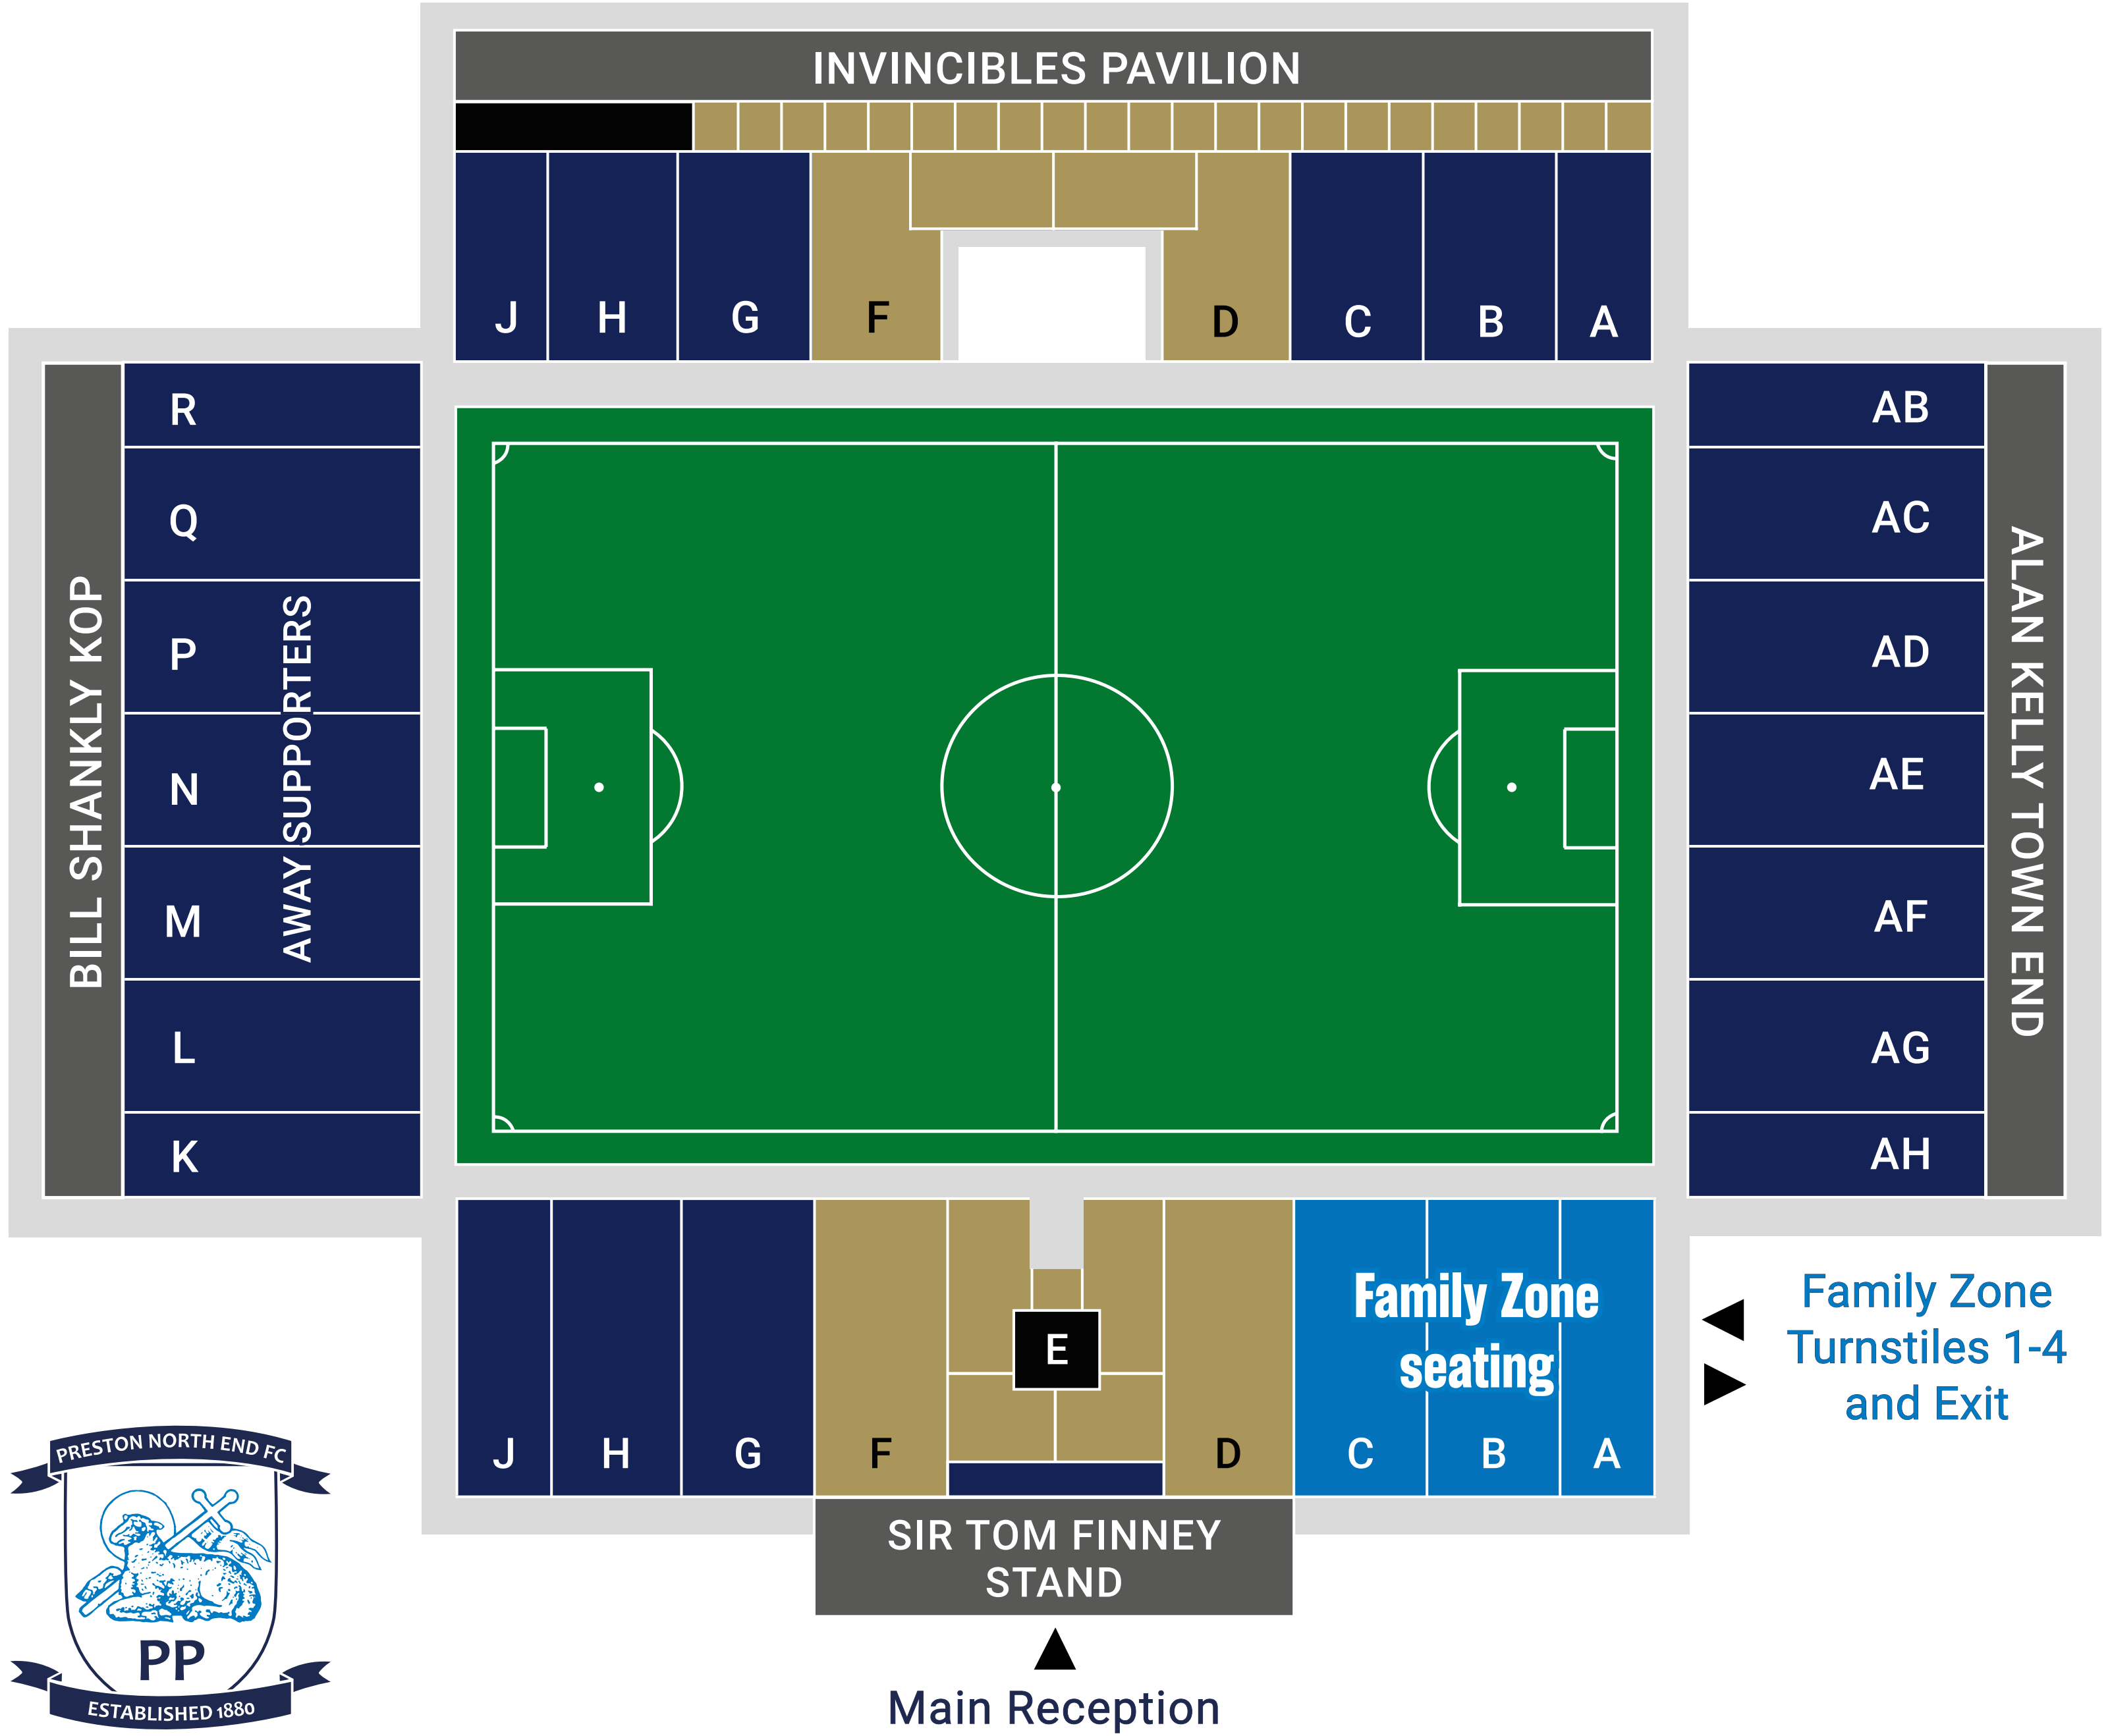 INVINCIBLES PAVILION
J H G F D C B A
BILL SHANKLY KOP
R
Q
P
N
M
L
K
AWAY SUPPORTERS
AB
AC
AD
AE
AF
AG
AH
ALAN KELLY TOWN END
Family Zone
seating
E
J H G F D C B A
SIR TOM FINNEY
STAND
Main Reception
Family Zone
Turnstiles 1-4
and Exit
PRESTON NORTH END FC
PP
ESTABLISHED 1880